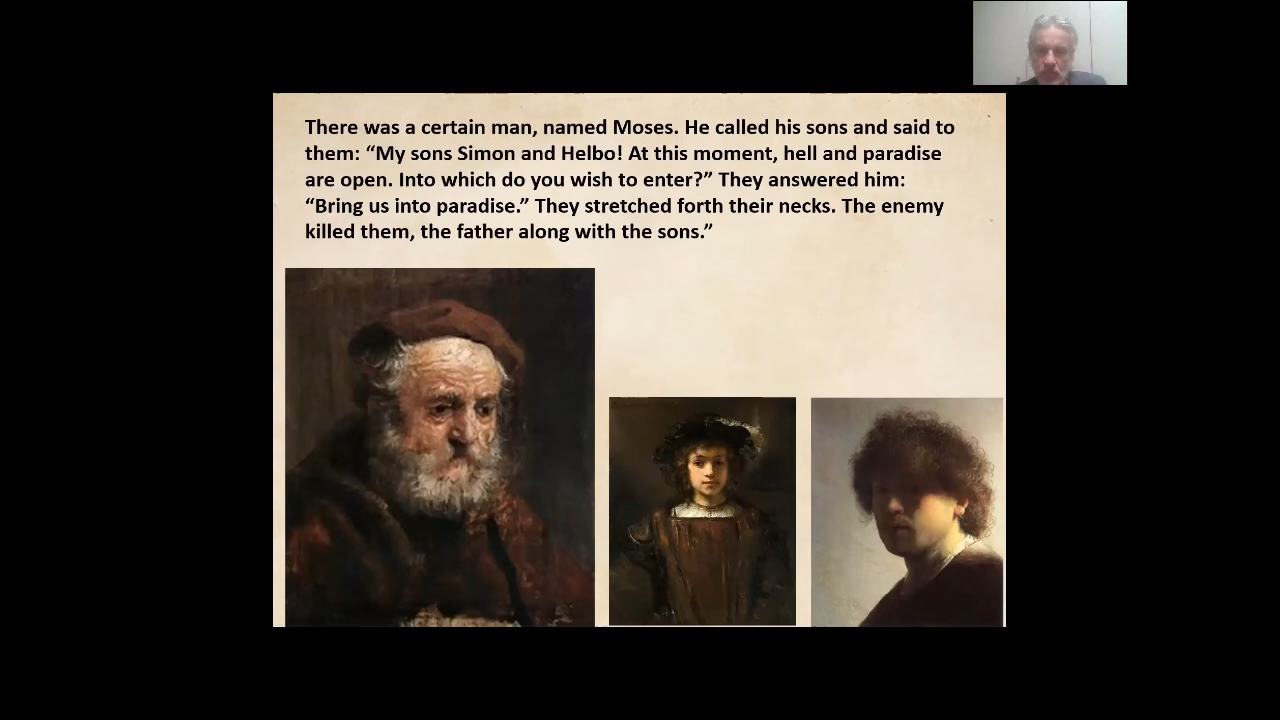 There was a certain man, named Moses. He called his sons and said to
them: “My sons Simon and Helbo! At this moment, hell and paradise
are open. Into which do you wish to enter?” They answered him:
“Bring us into paradise.” They stretched forth their necks. The enemy
killed them, the father along with the sons.”